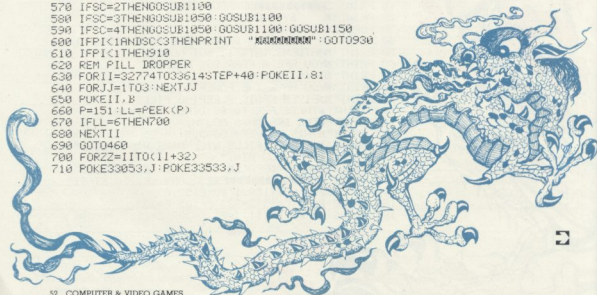 570 IFSC=2THENGOSUB1100
580 IFSC=3THENGOSUB1050:GOSUB1100
590 IFSC=4THENGOSUB1050:GOSUB1100:GOSUB1150
600 IFPI<1ANDSC<3THENPRINT ":GOTO930
610 IFPI<1THEN910
620 REM PILL DROPPER
630 FORII=32774TO33614STEP+40:POKEII,81
640 FORJJ=1TO3:NEXTJJ
650 POKEII,B
660 P=151:LL=PEEK(P)
670 IFLL=6THEN700
680 NEXTII
690 GOTO460
700 FORZZ=IITO(II+32)
710 POKE33053,J:POKE33533,J
52 COMPUTER & VIDEO GAMES